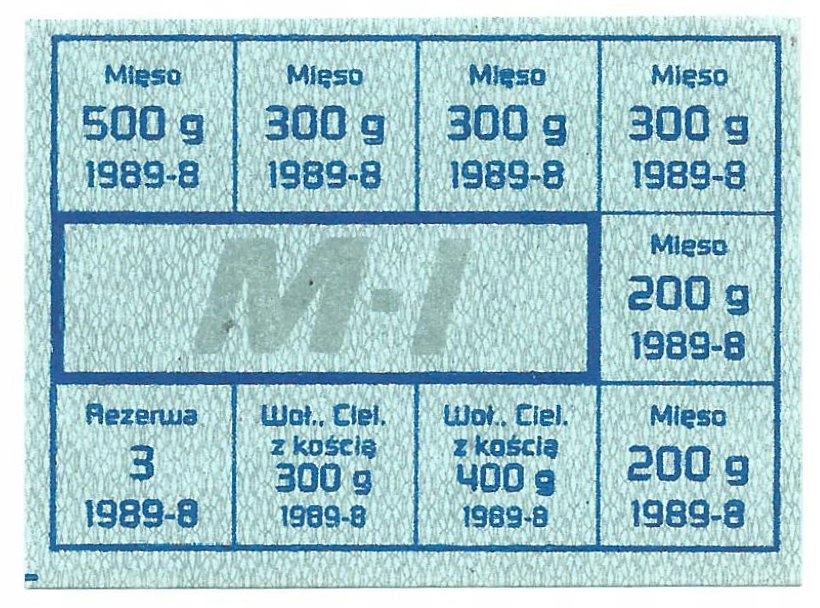 Mięso
500 g
1989-8
Mięso
300 g
1989-8
Mięso
300 g
1989-8
Mięso
300 g
1989-8
M-I
Mięso
200 g
1989-8
Rezerwa
3
1989-8
Woł., Ciel.
z kością
300 g
1989-8
Woł., Ciel.
z kością
400 g
1989-8
Mięso
200 g
1989-8